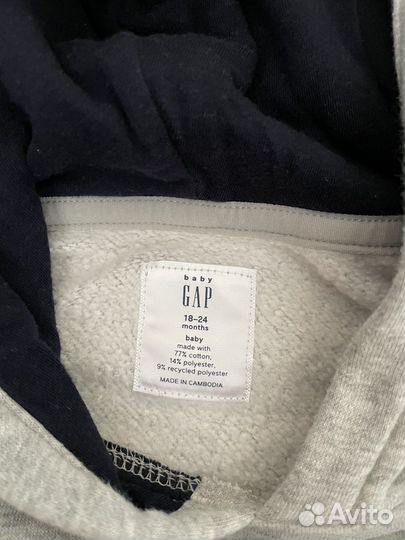 baby
GAP
18–24
months
baby
made with
77% cotton,
14% polyester,
9% recycled polyester
MADE IN CAMBODIA
Avito